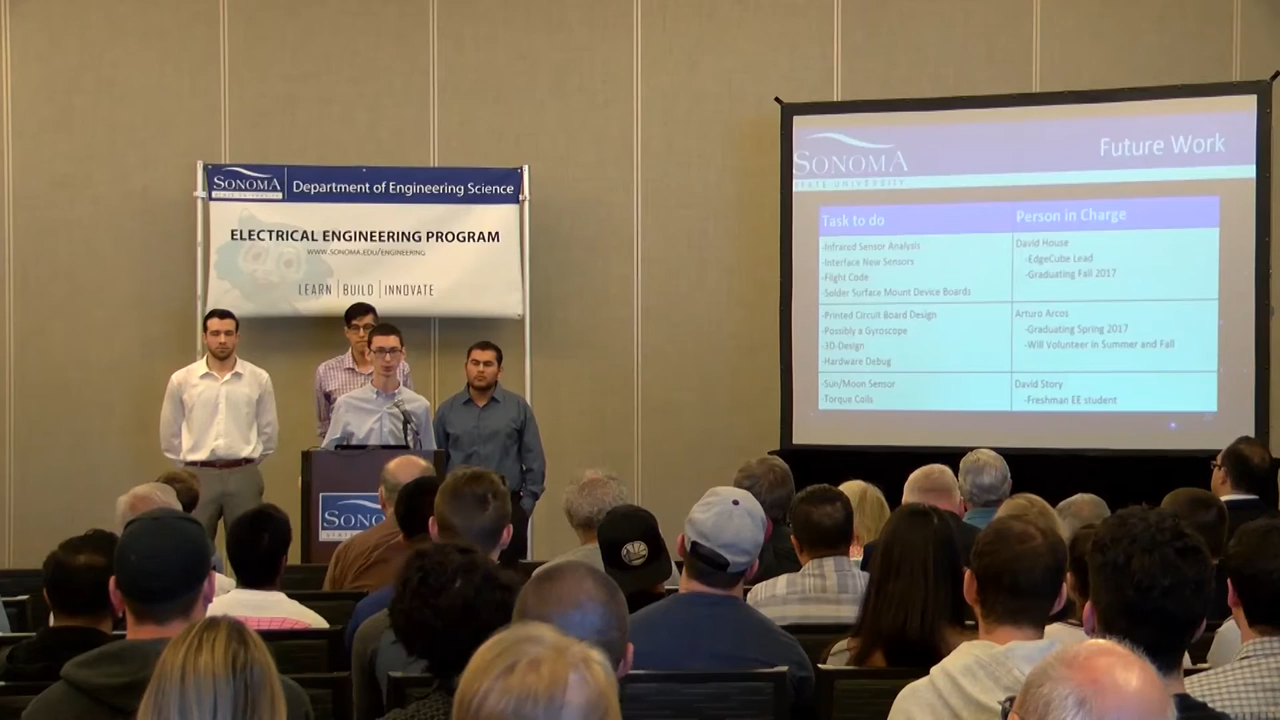 SONOMA
STATE UNIVERSITY
Department of Engineering Science
ELECTRICAL ENGINEERING PROGRAM
WWW.SONOMA.EDU/ENGINEERING
LEARN | BUILD | INNOVATE
SONO
SONOMA
STATE UNIVERSITY
Future Work
Task to do
Person in Charge
-Infrared Sensor Analysis
-Interface New Sensors
-Flight Code
-Solder Surface Mount Device Boards
David House
-EdgeCube Lead
-Graduating Fall 2017
-Printed Circuit Board Design
-Possibly a Gyroscope
-3D-Design
-Hardware Debug
Arturo Arcos
-Graduating Spring 2017
-Will Volunteer in Summer and Fall
-Sun/Moon Sensor
-Torque Coils
David Story
-Freshman EE student